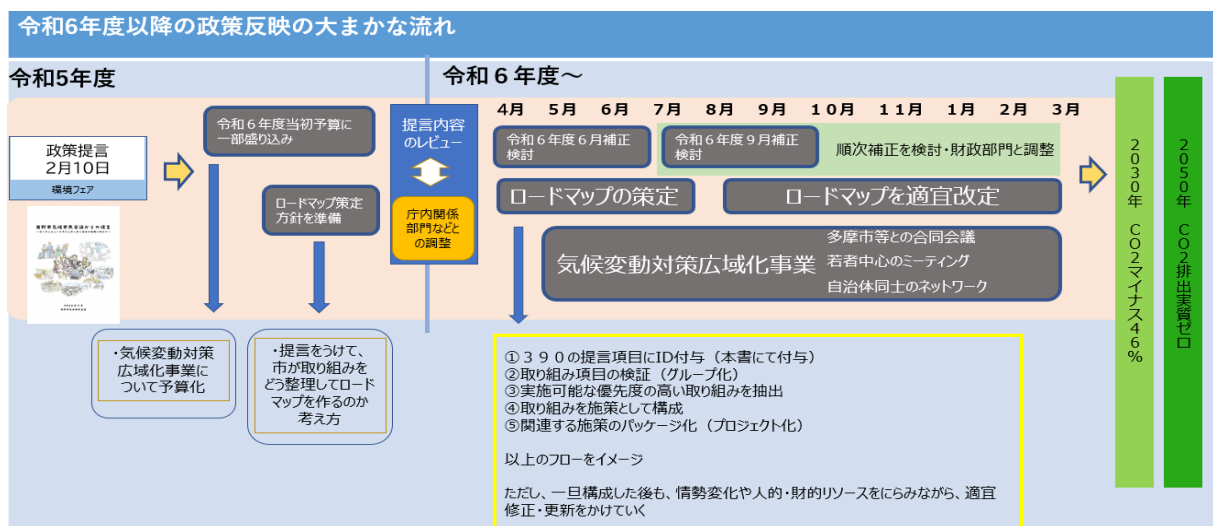 令和6年度以降の政策反映の大まかな流れ
令和5年度
令和６年度～
政策提言
2月10日
環境フェア
令和６年度当初予算に
一部盛り込み
ロードマップ策定
方針を準備
提言内容
のレビュー
庁内関係
部門などと
の調整
4月 5月 6月 7月 8月 9月 10月 11月 1月 2月 3月
令和６年度６月補正
検討
令和６年度９月補正
検討
順次補正を検討・財政部門と調整
ロードマップの策定
ロードマップを適宜改定
気候変動対策広域化事業
多摩市等との合同会議
若者中心のミーティング
自治体同士のネットワーク
2030年 CO2マイナス46%
2050年 CO2排出実質ゼロ
・気候変動対策
広域化事業に
ついて予算化
・提言をうけて、
市が取り組みを
どう整理してロード
マップを作るのか
考え方
①３９０の提言項目にID付与（本書にて付与）
②取り組み項目の検証（グループ化）
③実施可能な優先度の高い取り組みを抽出
④取り組みを施策として構成
⑤関連する施策のパッケージ化（プロジェクト化）
以上のフローをイメージ
ただし、一旦構成した後も、情勢変化や人的・財的リソースをにらみながら、適宜
修正・更新をかけていく